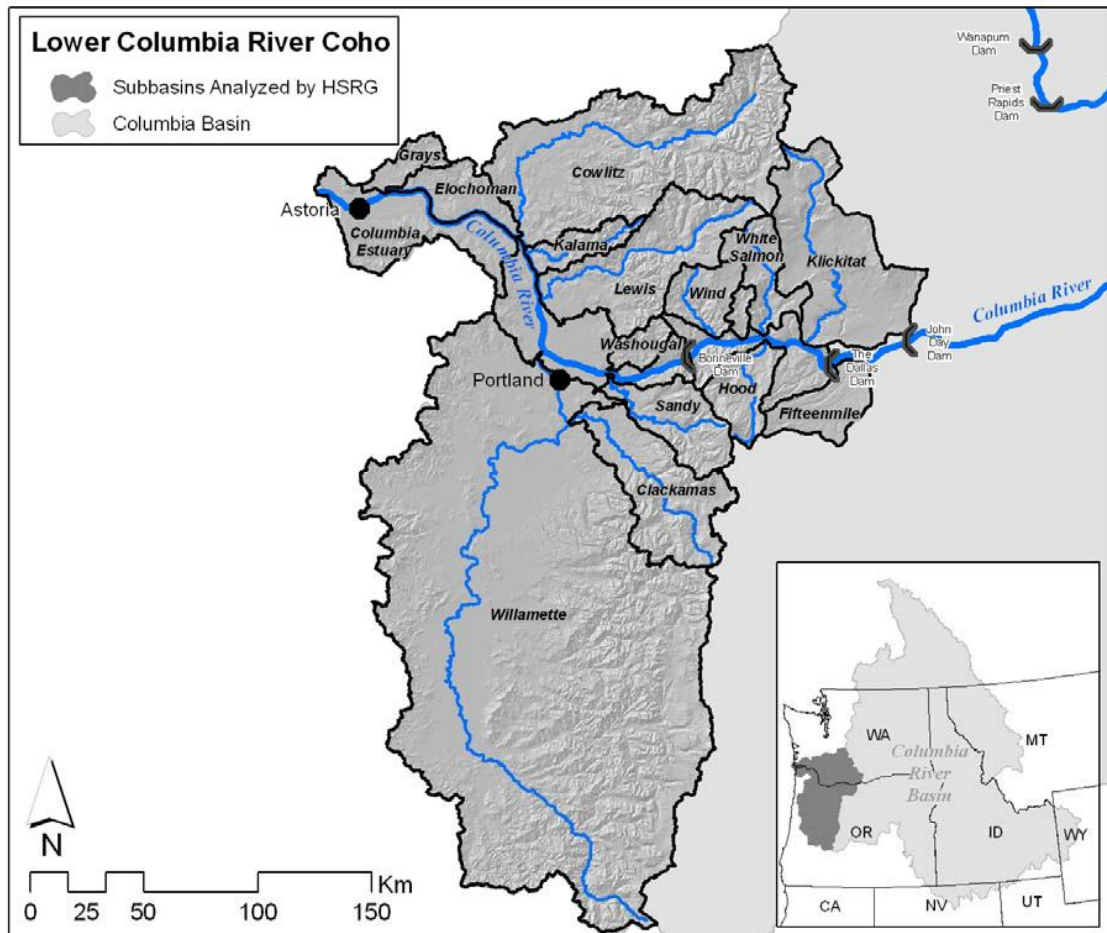 Lower Columbia River Coho
Subbasins Analyzed by HSRG
Columbia Basin
Wanapum
Dam
Priest
Rapids
Dam
Grays
Elochoman
Cowlitz
Astoria
Columbia
Estuary
Columbia River
Kalama
White
Salmon
Klickitat
Lewis
Wind
Columbia River
Washougal
Bonneville
Dam
John
Day
Dam
The
Dallas
Dam
Portland
Hood
Sandy
Fifteenmile
Clackamas
Willamette
N
Km
0 25 50 100 150
WA
MT
Columbia
River
Basin
OR
ID
WY
CA
NV
UT